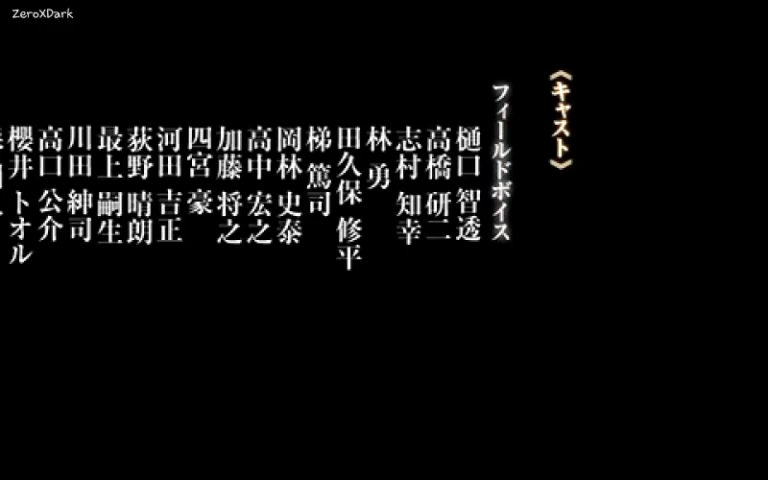 ZeroXDark
《キャスト》
フィールドボイス
樋口 智透
高橋 研二
志村 知幸
林 勇
田久保 修平
梯 篤司
岡林 史泰
高中 宏之
加藤 将之
四宮 豪
河田 吉正
荻野 晴朗
最上 嗣生
川田 紳司
高口 公介
櫻井 トオル